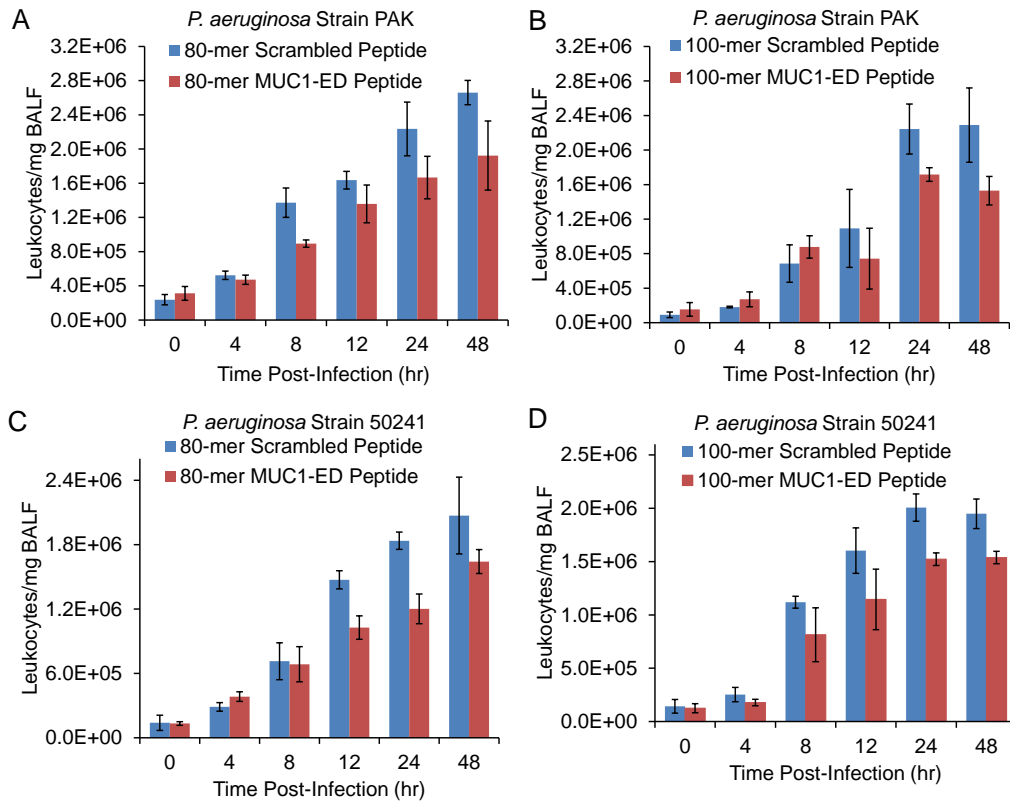 A
P. aeruginosa Strain PAK
80-mer Scrambled Peptide
80-mer MUC1-ED Peptide
Leukocytes/mg BALF
3.2E+06
2.8E+06
2.4E+06
2.0E+06
1.6E+06
1.2E+06
8.0E+05
4.0E+05
0.0E+00
0 4 8 12 24 48
Time Post-Infection (hr)
B
P. aeruginosa Strain PAK
100-mer Scrambled Peptide
100-mer MUC1-ED Peptide
Leukocytes/mg BALF
3.2E+06
2.8E+06
2.4E+06
2.0E+06
1.6E+06
1.2E+06
8.0E+05
4.0E+05
0.0E+00
0 4 8 12 24 48
Time Post-Infection (hr)
C
P. aeruginosa Strain 50241
80-mer Scrambled Peptide
80-mer MUC1-ED Peptide
Leukocytes/mg BALF
2.4E+06
1.8E+06
1.2E+06
6.0E+05
0.0E+00
0 4 8 12 24 48
Time Post-Infection (hr)
D
P. aeruginosa Strain 50241
100-mer Scrambled Peptide
100-mer MUC1-ED Peptide
Leukocytes/mg BALF
2.5E+06
2.0E+06
1.5E+06
1.0E+06
5.0E+05
0.0E+00
0 4 8 12 24 48
Time Post-Infection (hr)